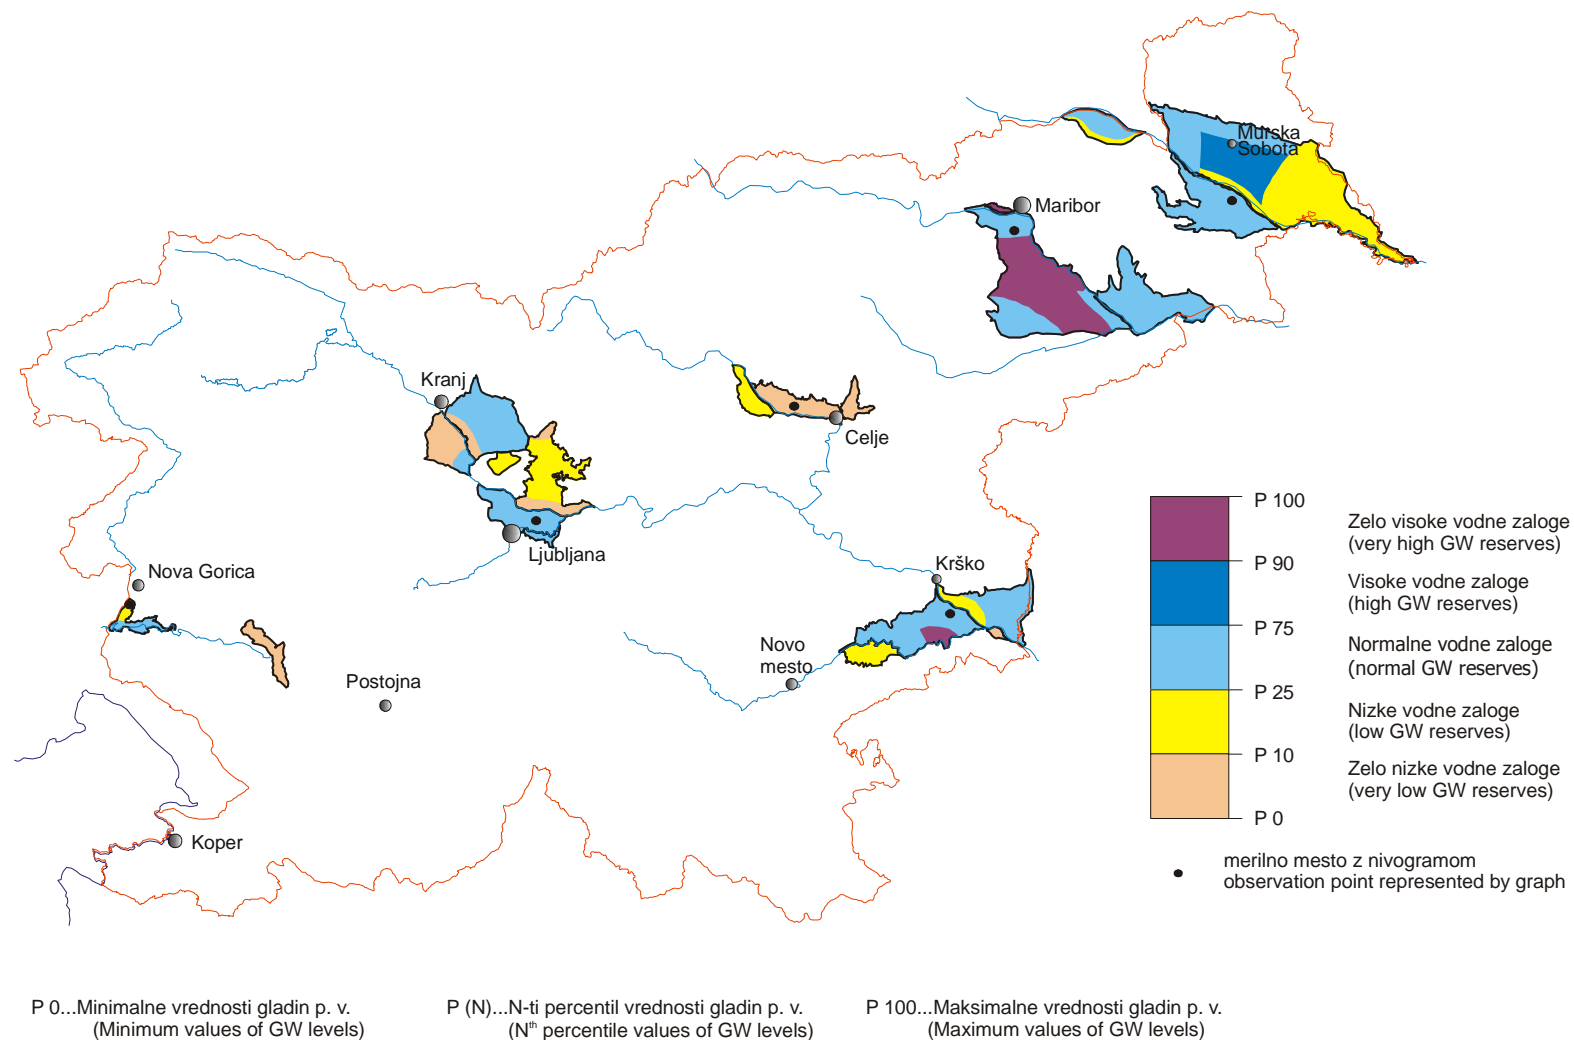 Murska
Sobota
Maribor
Kranj
Celje
Ljubljana
Nova Gorica
Krško
Novo
mesto
Postojna
Koper
P 100
Zelo visoke vodne zaloge
(very high GW reserves)
P 90
Visoke vodne zaloge
(high GW reserves)
P 75
Normalne vodne zaloge
(normal GW reserves)
P 25
Nizke vodne zaloge
(low GW reserves)
P 10
Zelo nizke vodne zaloge
(very low GW reserves)
P 0
merilno mesto z nivogramom
observation point represented by graph
P 0...Minimalne vrednosti gladin p. v.
(Minimum values of GW levels)
P (N)...N-ti percentil vrednosti gladin p. v.
(Nth percentile values of GW levels)
P 100...Maksimalne vrednosti gladin p. v.
(Maximum values of GW levels)